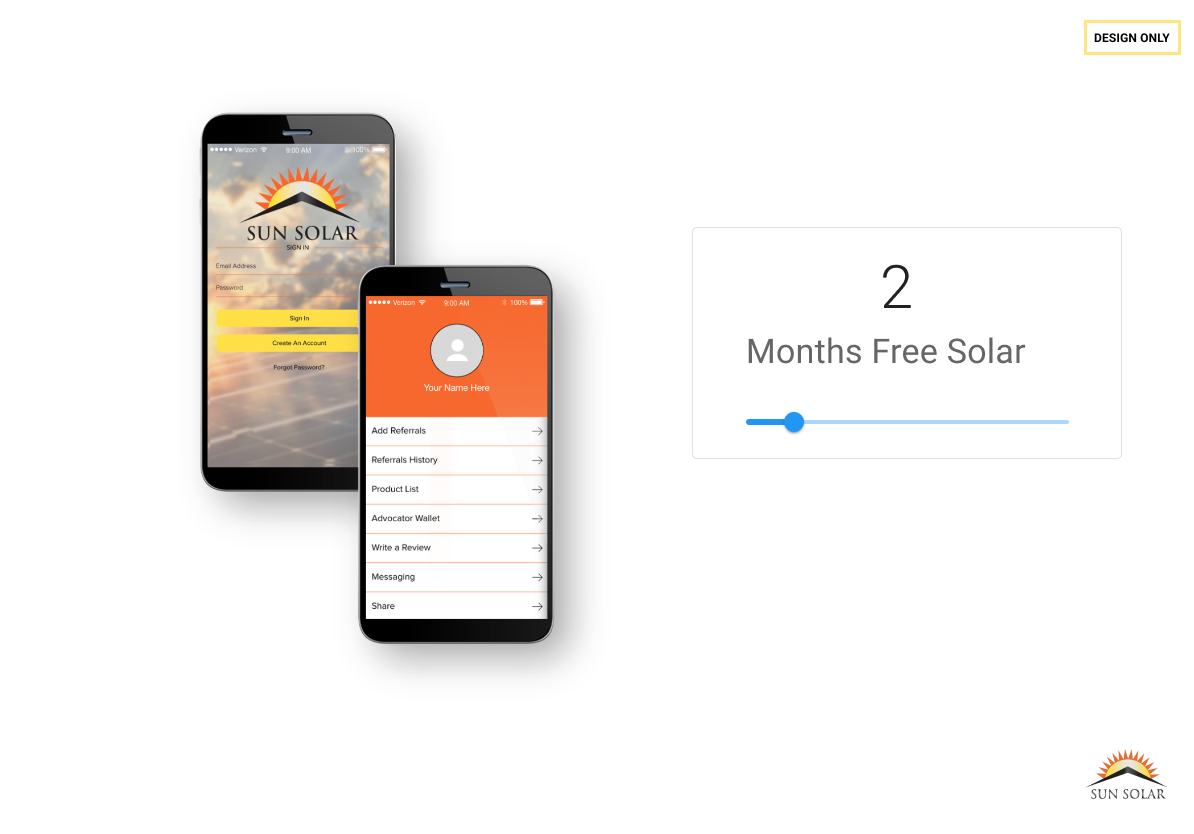 DESIGN ONLY
Verizon 9:00 AM 100%
SUN SOLAR
SIGN IN
Email Address
Password
Sign In
Create An Account
Forgot Password?
Verizon 9:00 AM 100%
Your Name Here
Add Referrals
Referrals History
Product List
Advocator Wallet
Write a Review
Messaging
Share
2
Months Free Solar
SUN SOLAR